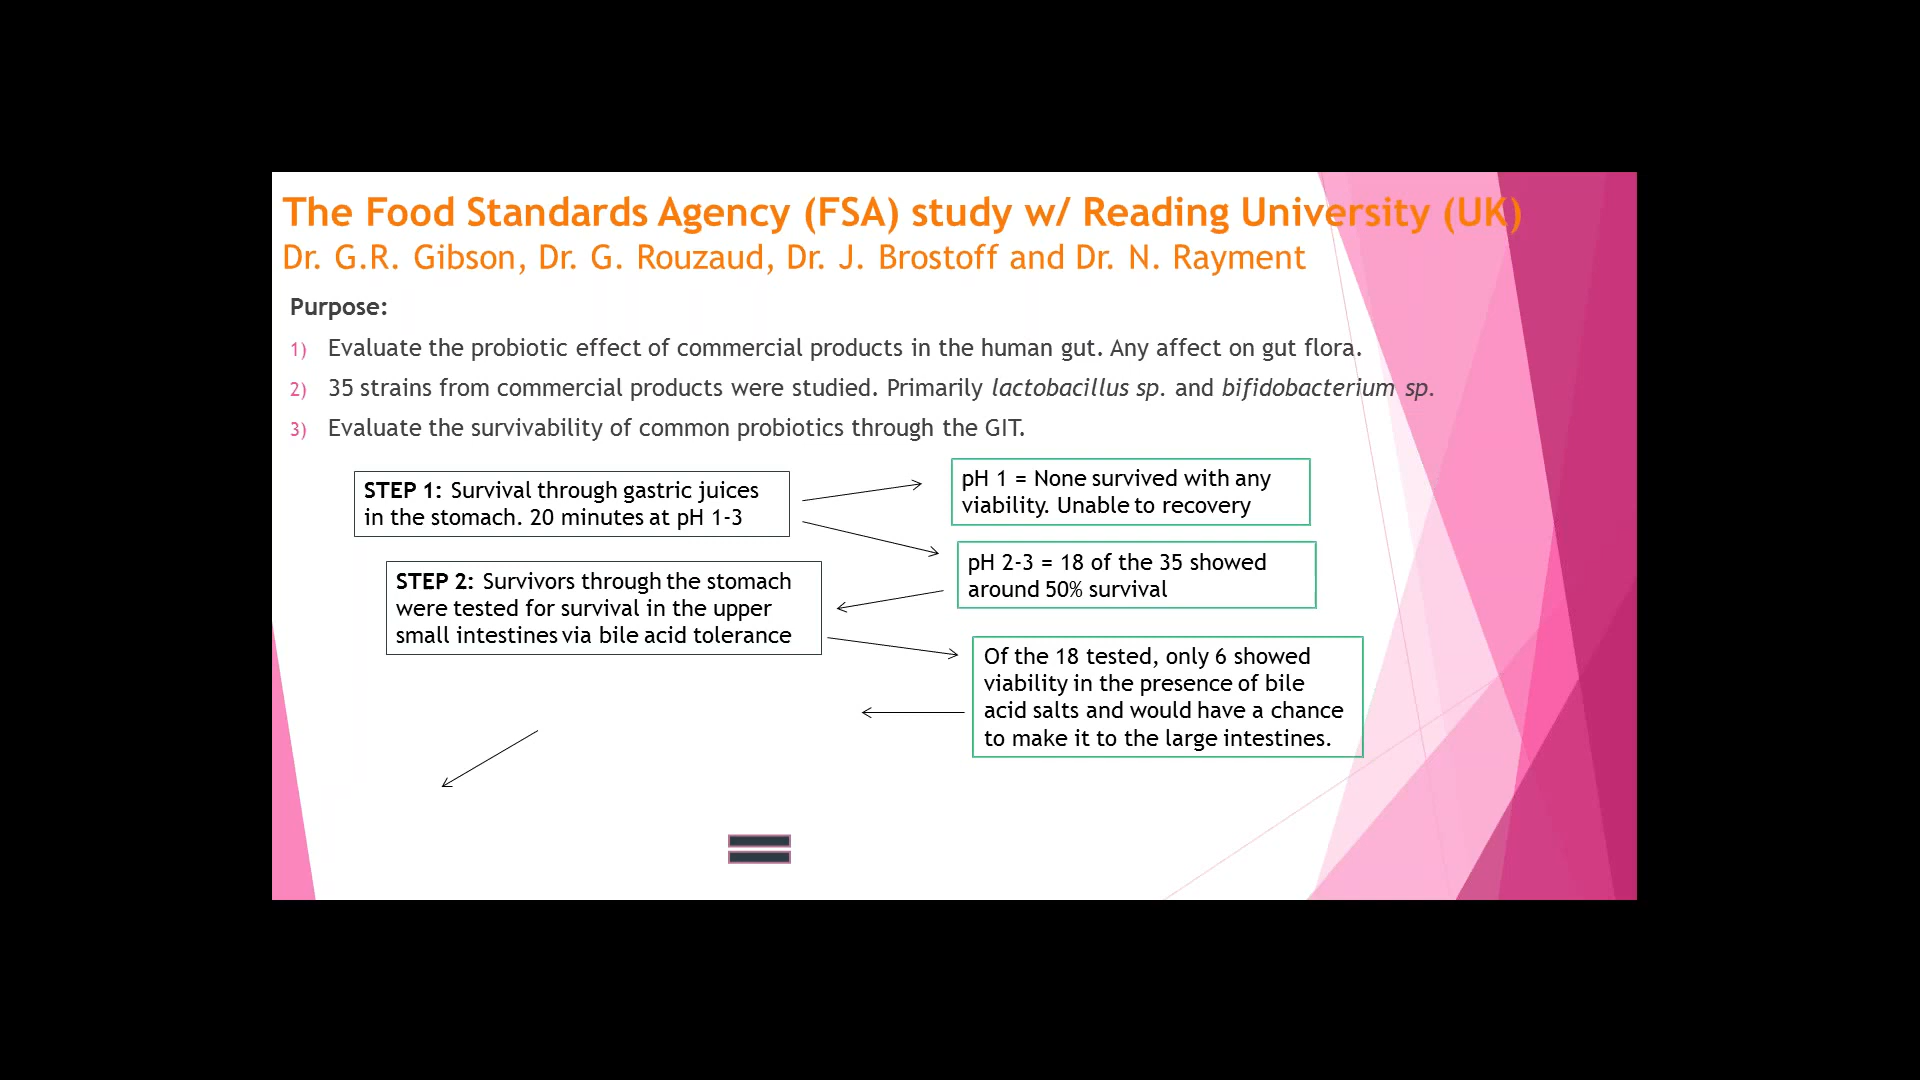 The Food Standards Agency (FSA) study w/ Reading University (UK)
Dr. G.R. Gibson, Dr. G. Rouzaud, Dr. J. Brostoff and Dr. N. Rayment
Purpose:
1) Evaluate the probiotic effect of commercial products in the human gut. Any affect on gut flora.
2) 35 strains from commercial products were studied. Primarily lactobacillus sp. and bifidobacterium sp.
3) Evaluate the survivability of common probiotics through the GIT.
STEP 1: Survival through gastric juices
in the stomach. 20 minutes at pH 1-3
pH 1 = None survived with any
viability. Unable to recovery
pH 2-3 = 18 of the 35 showed
around 50% survival
STEP 2: Survivors through the stomach
were tested for survival in the upper
small intestines via bile acid tolerance
Of the 18 tested, only 6 showed
viability in the presence of bile
acid salts and would have a chance
to make it to the large intestines.